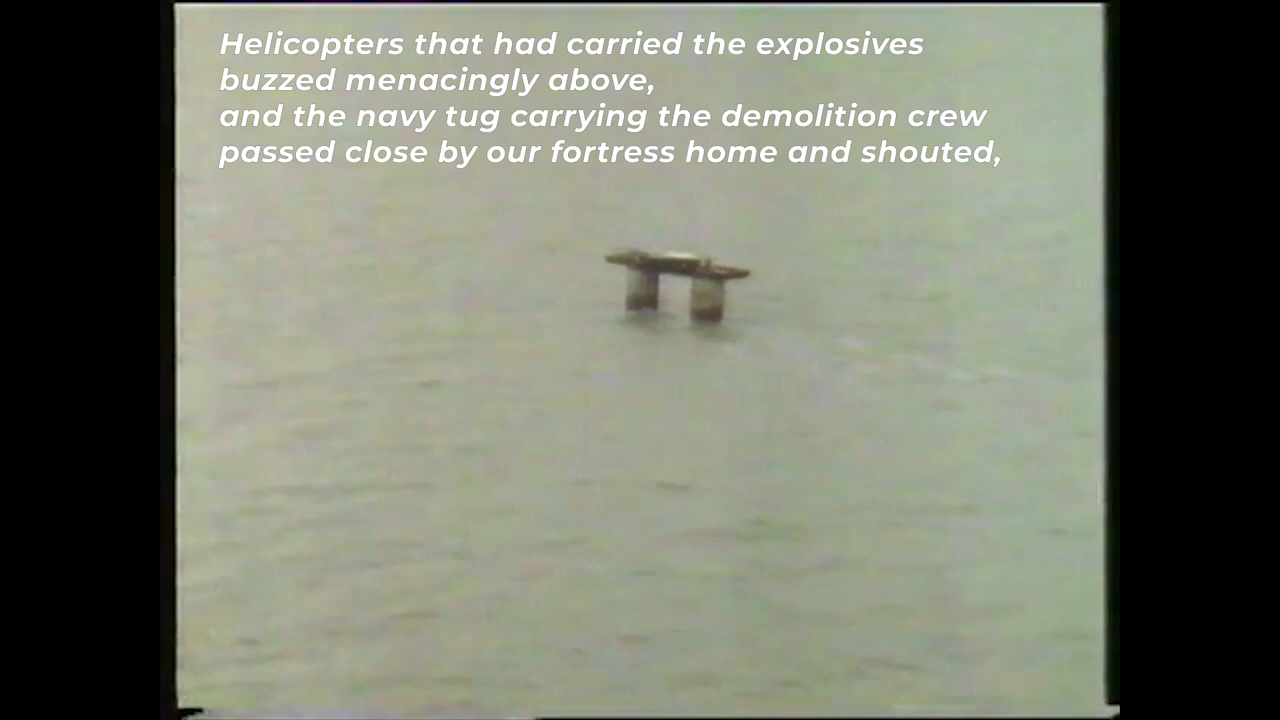 Helicopters that had carried the explosives
buzzed menacingly above,
and the navy tug carrying the demolition crew
passed close by our fortress home and shouted,